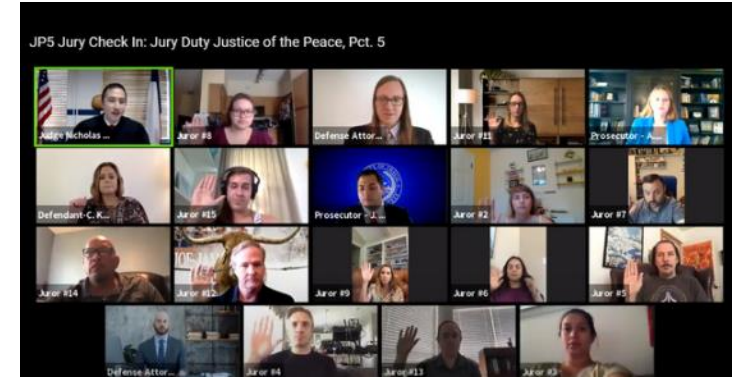 JP5 Jury Check In: Jury Duty Justice of the Peace, Pct. 5
Judge Nicholas ...
Juror #8
Defense Attor...
Juror #11
Prosecutor - A...
Defendant-C. K...
Juror #15
Prosecutor - J. ...
Juror #2
Juror #7
Juror #14
Juror #12
Juror #9
Juror #6
Juror #5
Defense Attor...
Juror #4
Juror #13
Juror #3